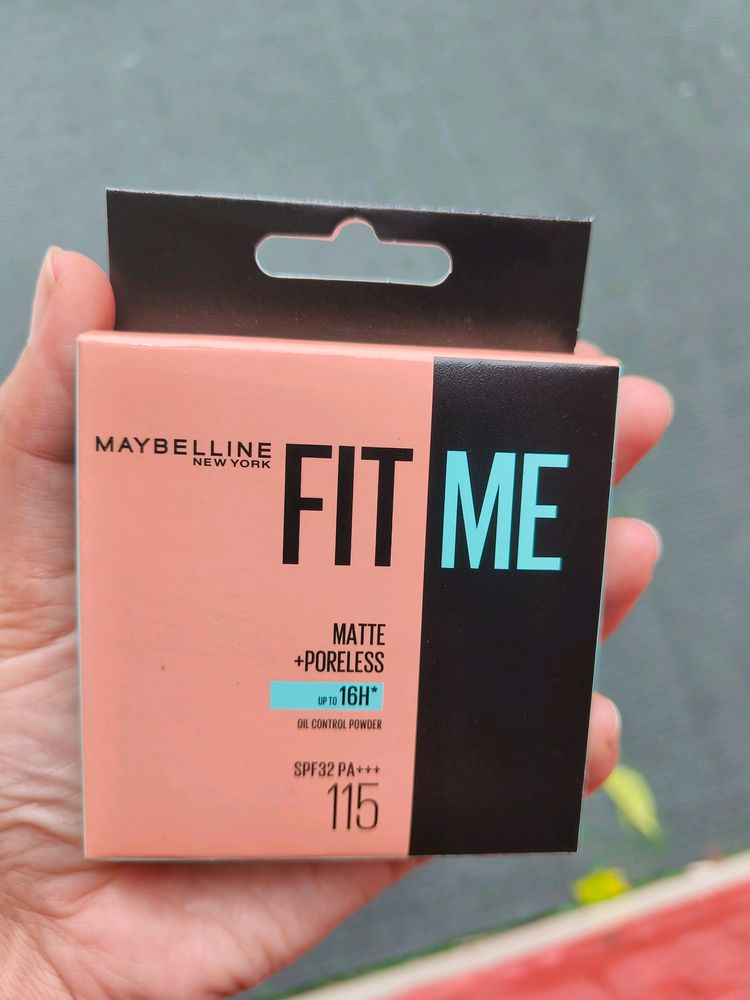 MAYBELLINE
NEW YORK
FIT ME
MATTE
+PORELESS
UP TO 16H*
OIL CONTROL POWDER
SPF32 PA+++
115